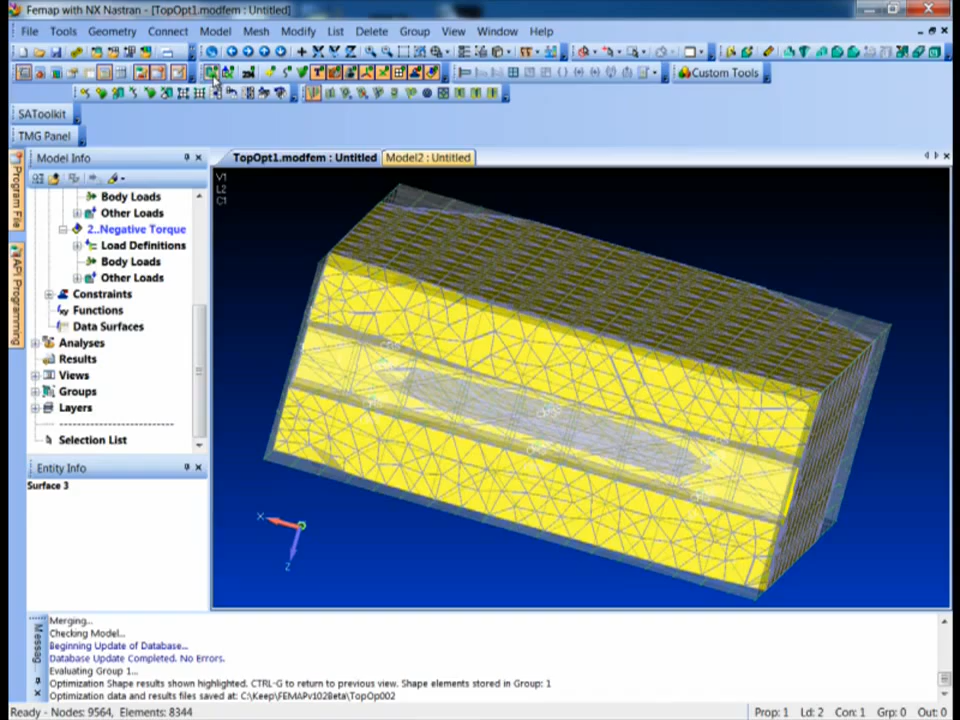 Femap with NX Nastran - [TopOpt1.modfem : Untitled]
File Tools Geometry Connect Model Mesh Modify List Delete Group View Window Help
Custom Tools
SAToolkit
TMG Panel
Model Info
TopOpt1.modfem : Untitled Model2 : Untitled
Program File
API Programming
V1
L2
C1
Body Loads
Other Loads
2..Negative Torque
Load Definitions
Body Loads
Other Loads
Constraints
Functions
Data Surfaces
Analyses
Results
Views
Groups
Layers
Selection List
Entity Info
Surface 3
X
Z
Messag
Merging...
Checking Model...
Beginning Update of Database...
Database Update Completed. No Errors.
Evaluating Group 1...
Optimization Shape results shown highlighted. CTRL-G to return to previous view. Shape elements stored in Group: 1
Optimization data and results files saved at: C:\Keep\FEMAPv102Beta\TopOp002
Ready - Nodes: 9564, Elements: 8344
Prop: 1 Ld: 2 Con: 1 Grp: 0 Out: 0